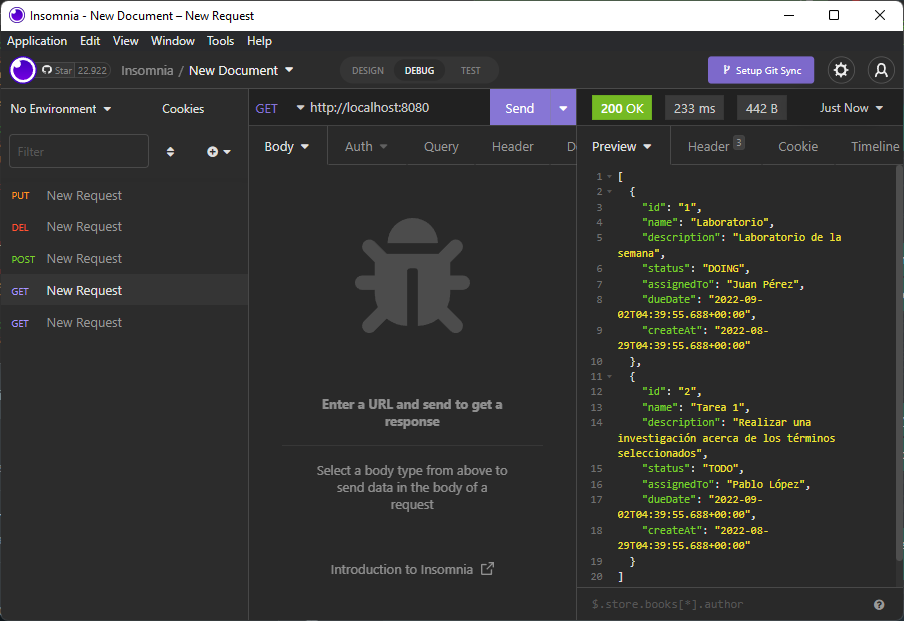 Insomnia - New Document – New Request
Application Edit View Window Tools Help
Star 22.922 Insomnia / New Document DESIGN DEBUG TEST Setup Git Sync
No Environment Cookies
Filter
PUT New Request
DEL New Request
POST New Request
GET New Request
GET New Request
GET http://localhost:8080 Send
Body Auth Query Header D
Enter a URL and send to get a
response
Select a body type from above to
send data in the body of a
request
Introduction to Insomnia
200 OK 233 ms 442 B Just Now
Preview Header 3 Cookie Timeline
1 [
2 {
3 "id": "1",
4 "name": "Laboratorio",
5 "description": "Laboratorio de la
semana",
6 "status": "DOING",
7 "assignedTo": "Juan Pérez",
8 "dueDate": "2022-09-
02T04:39:55.688+00:00",
9 "createAt": "2022-08-
29T04:39:55.688+00:00"
10 },
11 {
12 "id": "2",
13 "name": "Tarea 1",
14 "description": "Realizar una
investigación acerca de los términos
seleccionados",
15 "status": "TODO",
16 "assignedTo": "Pablo López",
17 "dueDate": "2022-09-
02T04:39:55.688+00:00",
18 "createAt": "2022-08-
29T04:39:55.688+00:00"
19 }
20 ]
$.store.books[*].author